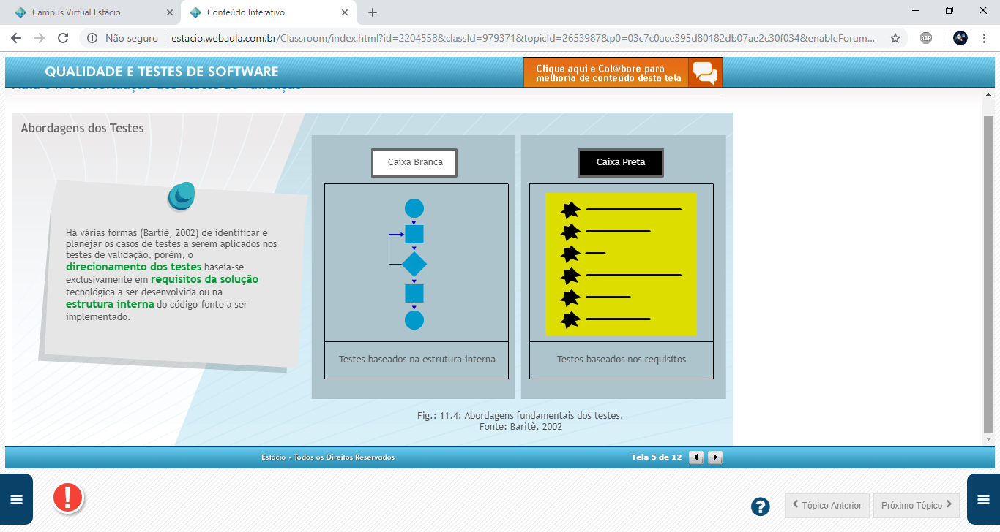 Campus Virtual Estácio
Conteúdo Interativo
Não seguro
estacio.webaula.com.br/Classroom/index.html?id=2204558&classId=979371&topicId=2653987&p0=03c7c0ace395d80182db07ae2c30f034&enableForum...
ABP
QUALIDADE E TESTES DE SOFTWARE
Clique aqui e Col@bore para
melhoria de conteúdo desta tela
Abordagens dos Testes
Há várias formas (Bartié, 2002) de identificar e
planejar os casos de testes a serem aplicados nos
testes de validação, porém, o
direcionamento dos testes baseia-se
exclusivamente em requisitos da solução
tecnológica a ser desenvolvida ou na
estrutura interna do código-fonte a ser
implementado.
Caixa Branca
Testes baseados na estrutura interna
Caixa Preta
Testes baseados nos requisítos
Fig.: 11.4: Abordagens fundamentais dos testes.
Fonte: Baritè, 2002
Estácio - Todos os Direitos Reservados
Tela 5 de 12
Tópico Anterior
Próximo Tópico